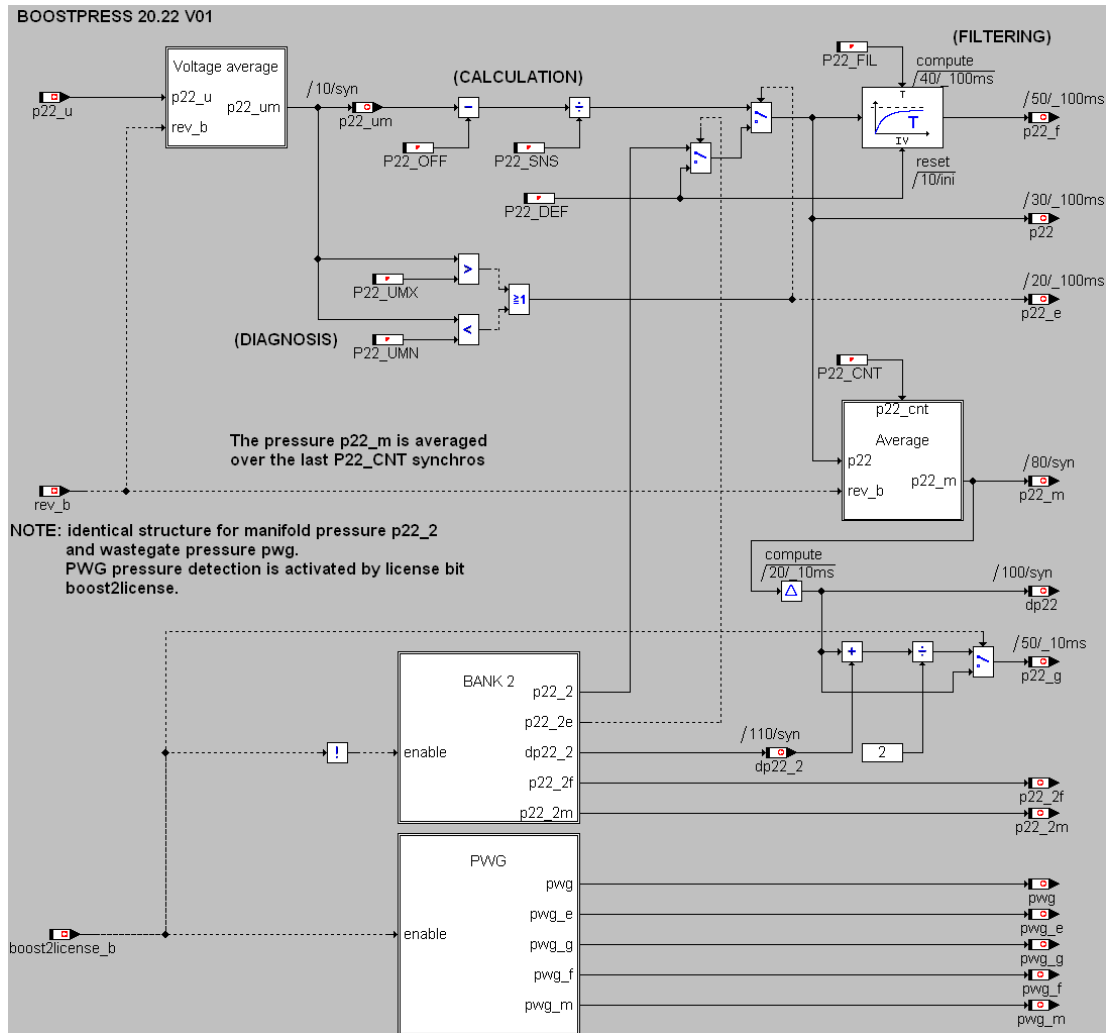 BOOSTPRESS 20.22 V01
(FILTERING)
P22_FIL
Voltage average
p22_u
p22_um
rev_b
p22_u
/10/syn
p22_um
(CALCULATION)
compute
/40/_100ms
T
T
IV
/50/_100ms
p22_f
P22_OFF
P22_SNS
reset
/10/ini
P22_DEF
/30/_100ms
p22
P22_UMX
>
≥1
/20/_100ms
p22_e
<
(DIAGNOSIS)
P22_UMN
P22_CNT
p22_cnt
Average
p22
p22_m
rev_b
The pressure p22_m is averaged
over the last P22_CNT synchros
/80/syn
p22_m
rev_b
NOTE: identical structure for manifold pressure p22_2
and wastegate pressure pwg.
PWG pressure detection is activated by license bit
boost2license.
compute
/20/_10ms
/100/syn
dp22
+
÷
/50/_10ms
p22_g
BANK 2
p22_2
p22_2e
!
enable
dp22_2
p22_2f
p22_2m
/110/syn
dp22_2
2
p22_2f
p22_2m
PWG
pwg
pwg_e
enable
pwg_g
pwg_f
pwg_m
boost2license_b
pwg
pwg_e
pwg_g
pwg_f
pwg_m